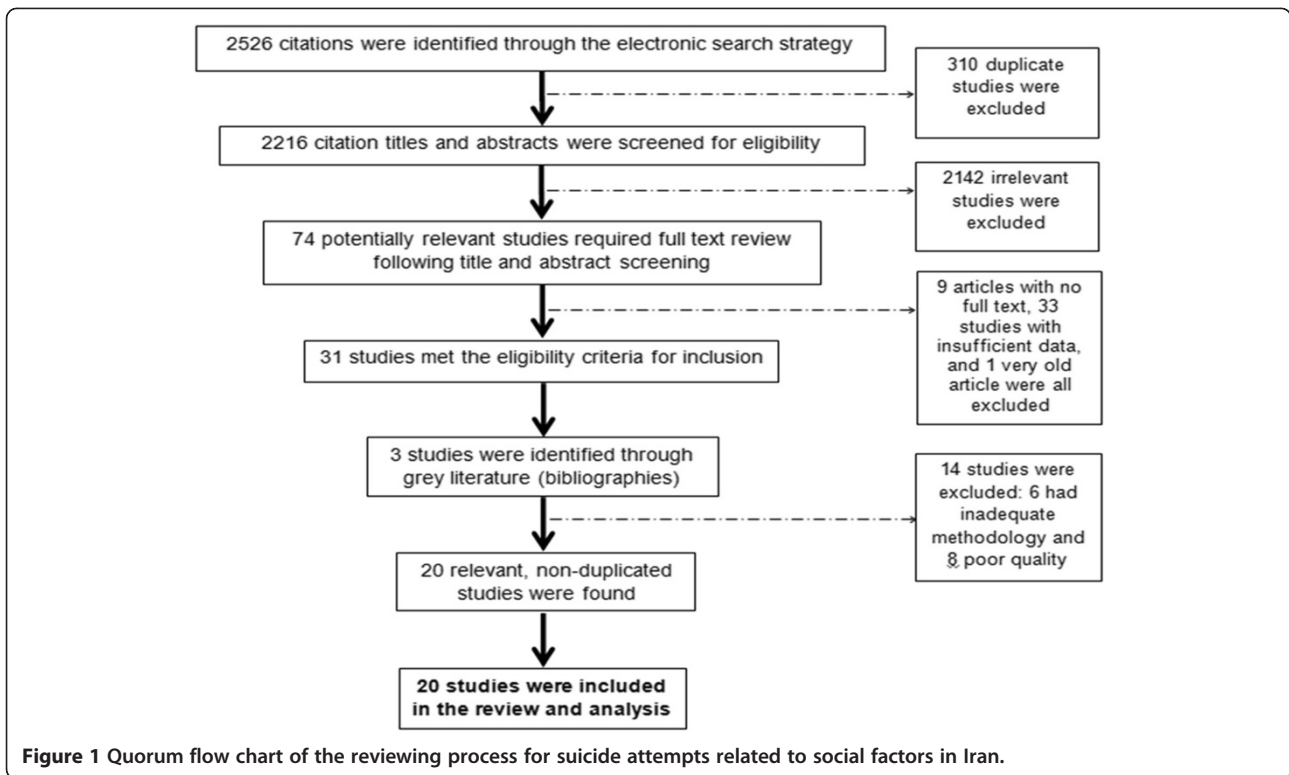 2526 citations were identified through the electronic search strategy
310 duplicate
studies were
excluded
2216 citation titles and abstracts were screened for eligibility
2142 irrelevant
studies were
excluded
74 potentially relevant studies required full text review
following title and abstract screening
9 articles with no
full text, 33
studies with
insufficient data,
and 1 very old
article were all
excluded
31 studies met the eligibility criteria for inclusion
3 studies were identified through
grey literature (bibliographies)
14 studies were
excluded: 6 had
inadequate
methodology and
8 poor quality
20 relevant, non-duplicated
studies were found
20 studies were included
in the review and analysis
Figure 1 Quorum flow chart of the reviewing process for suicide attempts related to social factors in Iran.